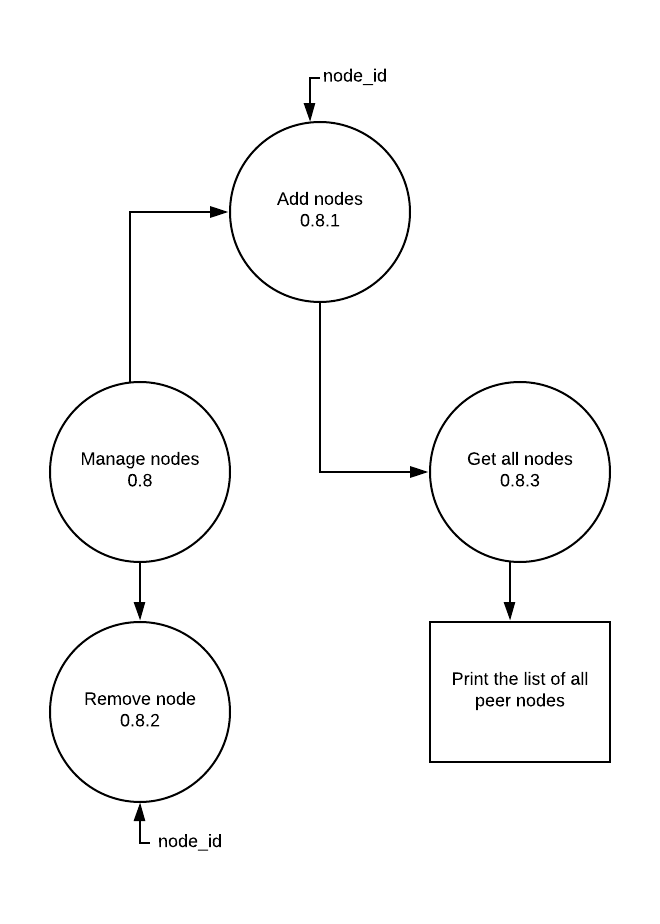 node_id
Add nodes
0.8.1
Manage nodes
0.8
Get all nodes
0.8.3
Remove node
0.8.2
Print the list of all
peer nodes
node_id